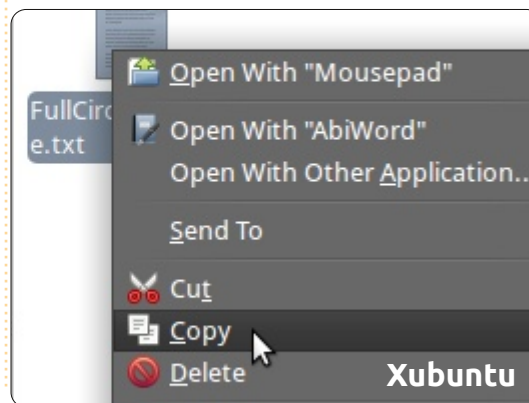 Open With "Mousepad"
FullCirc
e.txt
Open With "AbiWord"
Open With Other Application..
Send To
Cut
Copy
Delete
Xubuntu